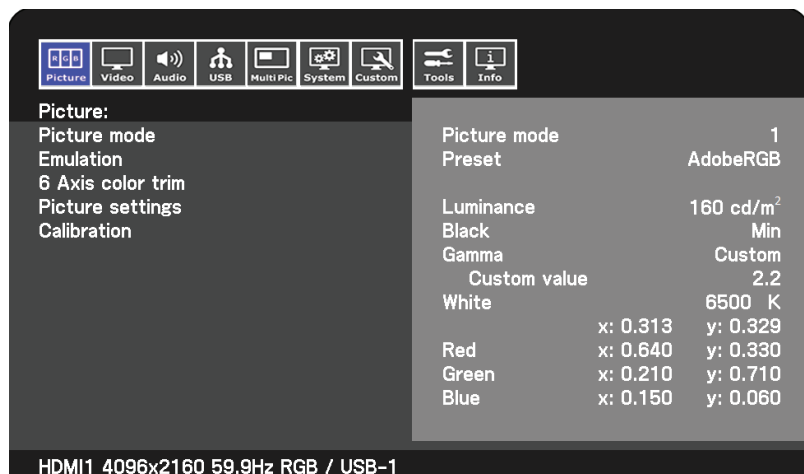 R G B
Picture Video Audio USB Multi Pic System Custom Tools Info
Picture:
Picture mode
Emulation
6 Axis color trim
Picture settings
Calibration
Picture mode 1
Preset AdobeRGB
Luminance 160 cd/m²
Black Min
Gamma Custom
Custom value 2.2
White 6500 K
x: 0.313 y: 0.329
Red x: 0.640 y: 0.330
Green x: 0.210 y: 0.710
Blue x: 0.150 y: 0.060
HDMI1 4096x2160 59.9Hz RGB / USB-1